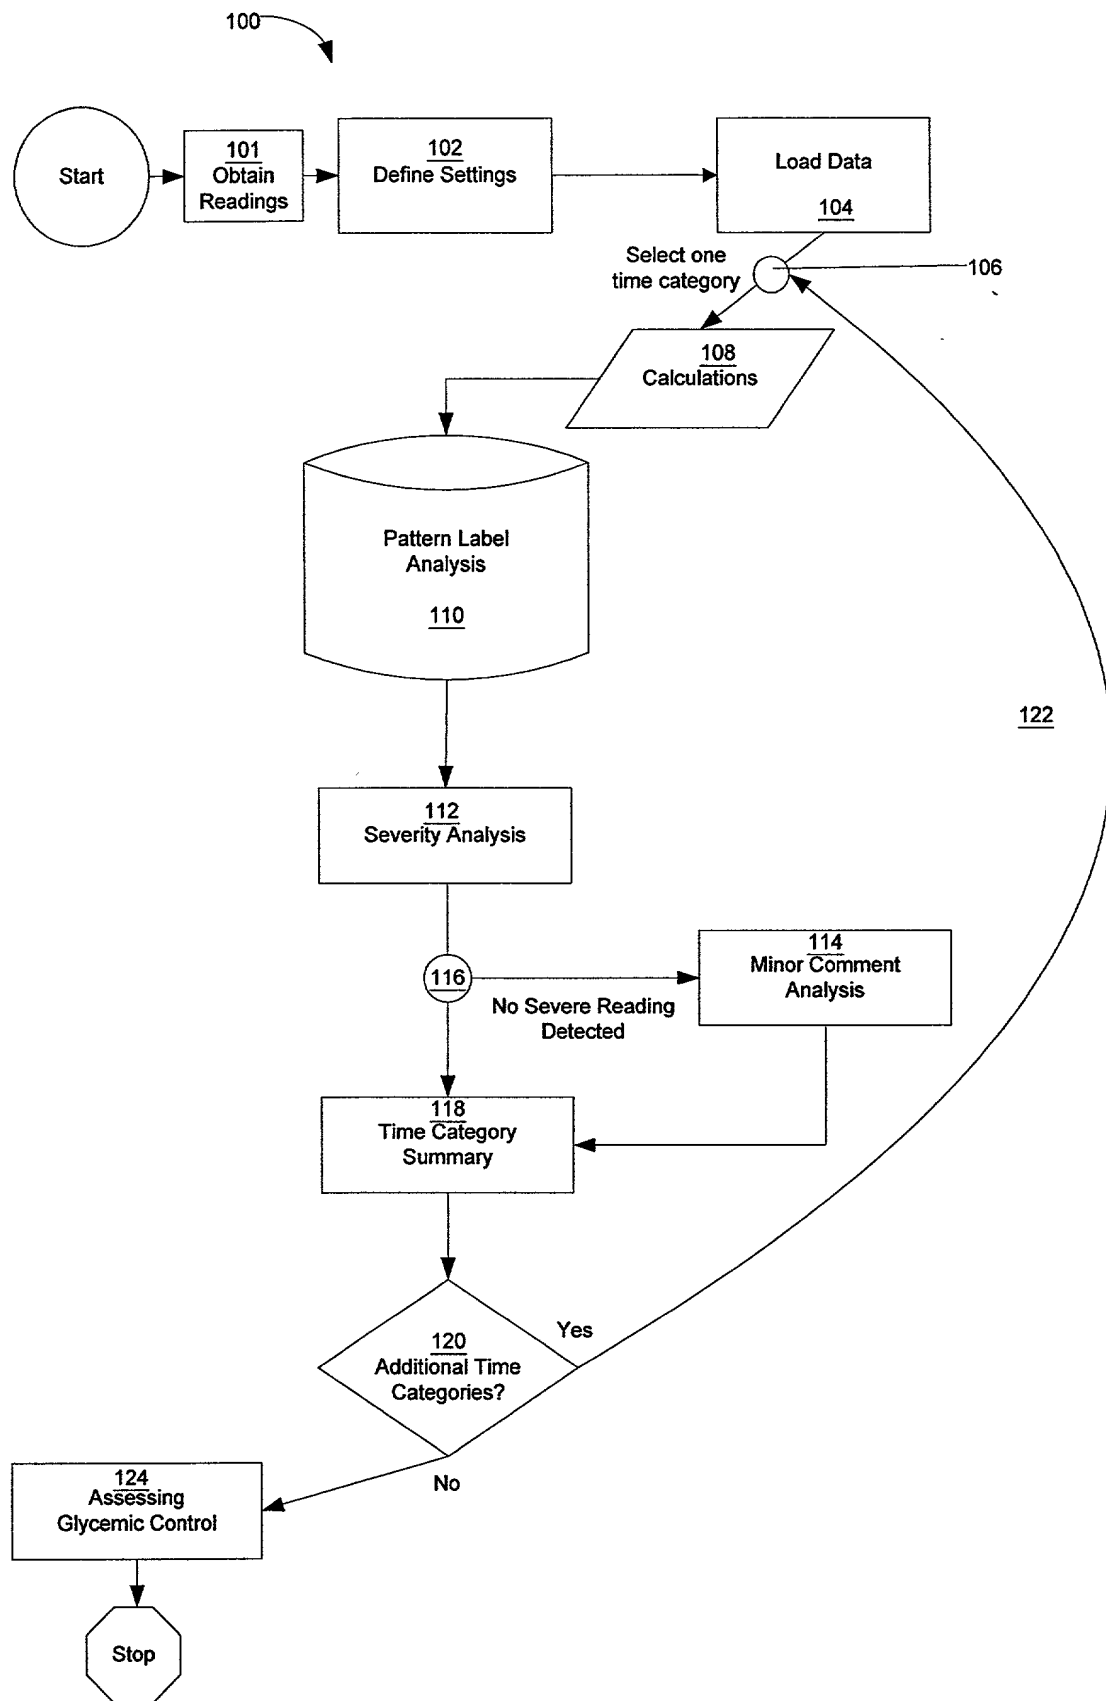 100
Start
101
Obtain
Readings
102
Define Settings
Load Data
104
Select one
time category
106
108
Calculations
Pattern Label
Analysis
110
122
112
Severity Analysis
114
Minor Comment
Analysis
116
No Severe Reading
Detected
118
Time Category
Summary
120
Additional Time
Categories?
Yes
No
124
Assessing
Glycemic Control
Stop